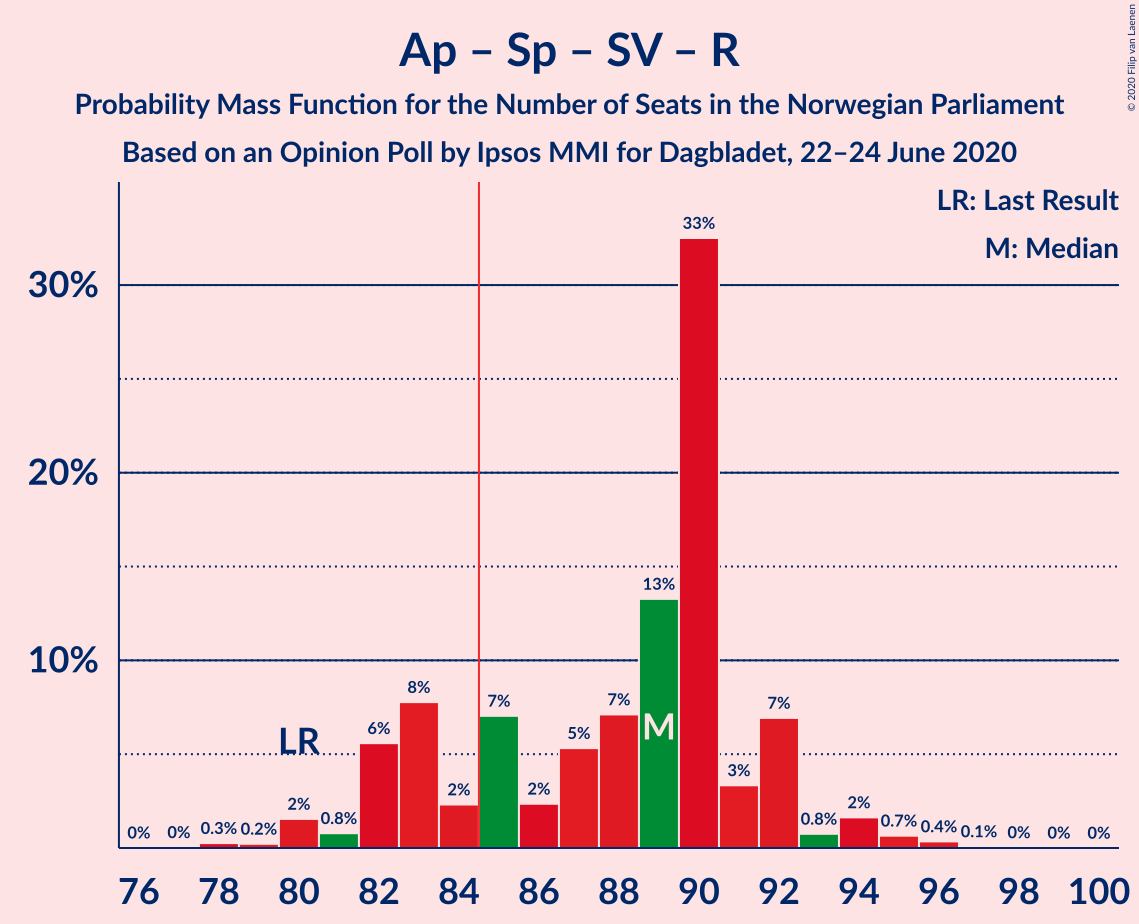 Ap – Sp – SV – R
Probability Mass Function for the Number of Seats in the Norwegian Parliament
Based on an Opinion Poll by Ipsos MMI for Dagbladet, 22–24 June 2020
© 2020 Filip van Laenen
LR: Last Result
M: Median
30%
20%
10%
0% 0% 0.3% 0.2% 2% 0.8% 6% 8% 2% 7% 2% 5% 7% 13% 33% 3% 7% 0.8% 2% 0.7% 0.4% 0.1% 0% 0% 0%
LR
M
76 78 80 82 84 86 88 90 92 94 96 98 100